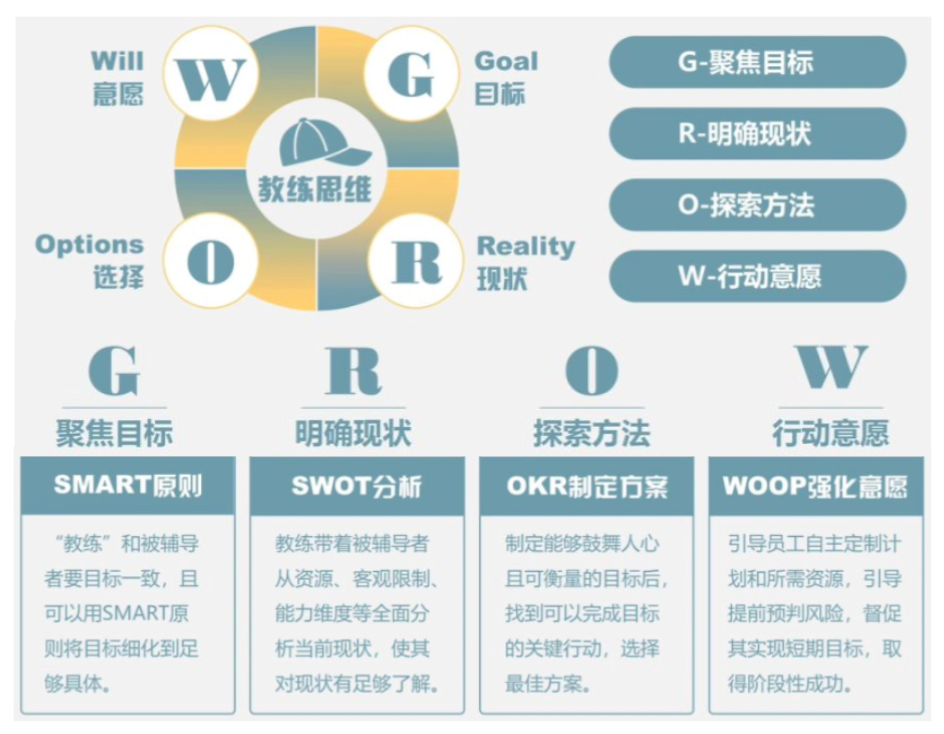 Will
意愿
W
G
Goal
目标
教练思维
Options
选择
O
R
Reality
现状
G-聚焦目标
R-明确现状
O-探索方法
W-行动意愿
G
聚焦目标
SMART原则
“教练”和被辅导
者要目标一致，且
可以用SMART原
则将目标细化到足
够具体。
R
明确现状
SWOT分析
教练带着被辅导者
从资源、客观限制、
能力维度等全面分
析当前现状，使其
对现状有足够了解。
O
探索方法
OKR制定方案
制定能够鼓舞人心
且可衡量的目标后，
找到可以完成目标
的关键行动，选择
最佳方案。
W
行动意愿
WOOP强化意愿
引导员工自主定制计
划和所需资源，引导
提前预判风险，督促
其实现短期目标，取
得阶段性成功。